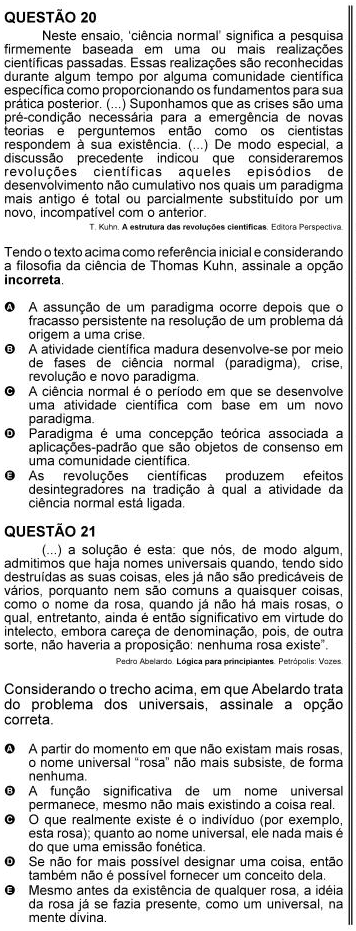 QUESTÃO 20
Neste ensaio, ‘ciência normal’ significa a pesquisa
firmemente baseada em uma ou mais realizações
científicas passadas. Essas realizações são reconhecidas
durante algum tempo por alguma comunidade científica
específica como proporcionando os fundamentos para sua
prática posterior. (...) Suponhamos que as crises são uma
pré-condição necessária para a emergência de novas
teorias e perguntemos então como os cientistas
respondem à sua existência. (...) De modo especial, a
discussão precedente indicou que consideraremos
revoluções científicas aqueles episódios de
desenvolvimento não cumulativo nos quais um paradigma
mais antigo é total ou parcialmente substituído por um
novo, incompatível com o anterior.
T. Kuhn. A estrutura das revoluções científicas. Editora Perspectiva.
Tendo o texto acima como referência inicial e considerando
a filosofia da ciência de Thomas Kuhn, assinale a opção
incorreta.
A A assunção de um paradigma ocorre depois que o
fracasso persistente na resolução de um problema dá
origem a uma crise.
B A atividade científica madura desenvolve-se por meio
de fases de ciência normal (paradigma), crise,
revolução e novo paradigma.
C A ciência normal é o período em que se desenvolve
uma atividade científica com base em um novo
paradigma.
D Paradigma é uma concepção teórica associada a
aplicações-padrão que são objetos de consenso em
uma comunidade científica.
E As revoluções científicas produzem efeitos
desintegradores na tradição à qual a atividade da
ciência normal está ligada.
QUESTÃO 21
(...) a solução é esta: que nós, de modo algum,
admitimos que haja nomes universais quando, tendo sido
destruídas as suas coisas, eles já não são predicáveis de
vários, porquanto nem são comuns a quaisquer coisas,
como o nome da rosa, quando já não há mais rosas, o
qual, entretanto, ainda é então significativo em virtude do
intelecto, embora careça de denominação, pois, de outra
sorte, não haveria a proposição: nenhuma rosa existe”.
Pedro Abelardo. Lógica para principiantes. Petrópolis: Vozes.
Considerando o trecho acima, em que Abelardo trata
do problema dos universais, assinale a opção
correta.
A A partir do momento em que não existam mais rosas,
o nome universal “rosa” não mais subsiste, de forma
nenhuma.
B A função significativa de um nome universal
permanece, mesmo não mais existindo a coisa real.
C O que realmente existe é o indivíduo (por exemplo,
esta rosa); quanto ao nome universal, ele nada mais é
do que uma emissão fonética.
D Se não for mais possível designar uma coisa, então
também não é possível fornecer um conceito dela.
E Mesmo antes da existência de qualquer rosa, a idéia
da rosa já se fazia presente, como um universal, na
mente divina.